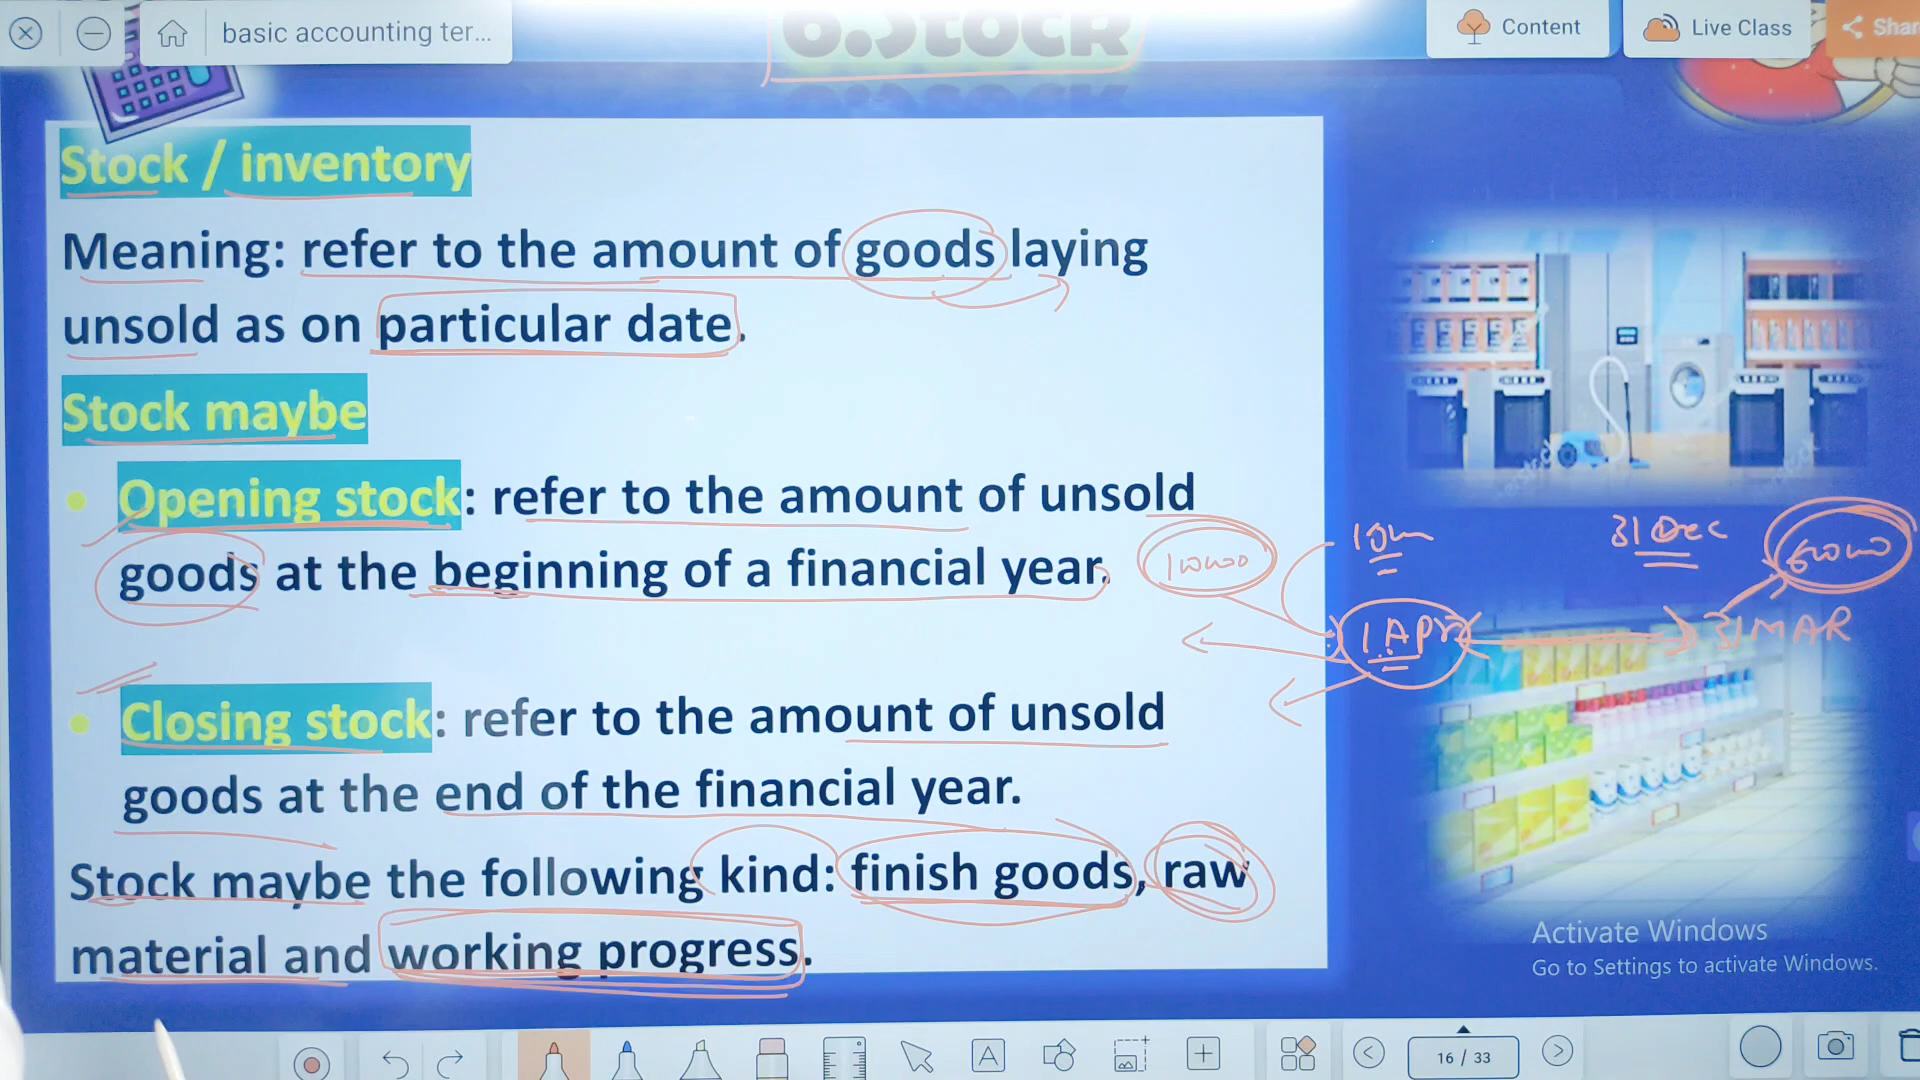 basic accounting ter...
6.Stock
Content
Live Class
Shar
Stock / inventory
Meaning: refer to the amount of goods laying
unsold as on particular date.
Stock maybe
• Opening stock: refer to the amount of unsold
goods at the beginning of a financial year.
31 Dec
1 Apr
31 MAR
• Closing stock: refer to the amount of unsold
goods at the end of the financial year.
Stock maybe the following kind: finish goods, raw
material and working progress.
Activate Windows
Go to Settings to activate Windows.
A
16 / 33